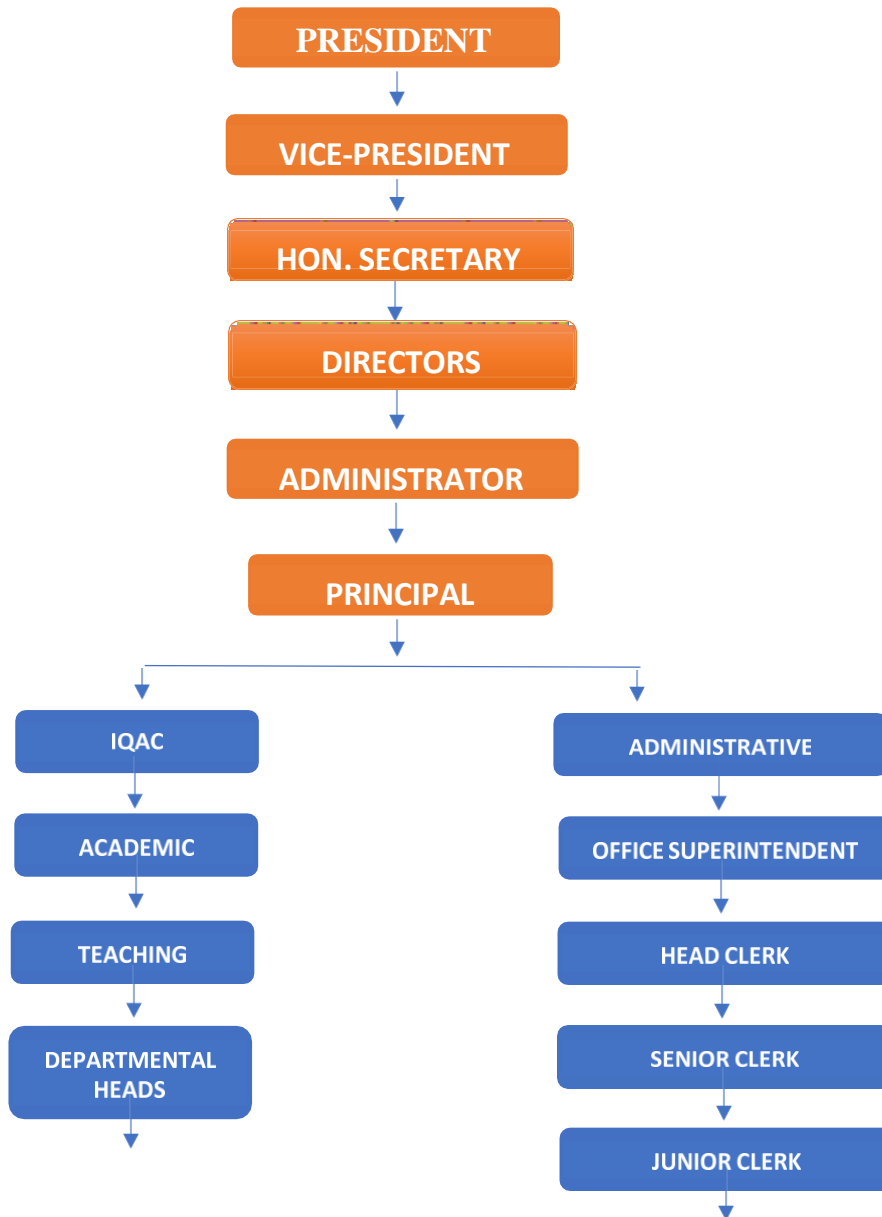 PRESIDENT
VICE-PRESIDENT
HON. SECRETARY
DIRECTORS
ADMINISTRATOR
PRINCIPAL
IQAC
ACADEMIC
TEACHING
DEPARTMENTAL
HEADS
ADMINISTRATIVE
OFFICE SUPERINTENDENT
HEAD CLERK
SENIOR CLERK
JUNIOR CLERK